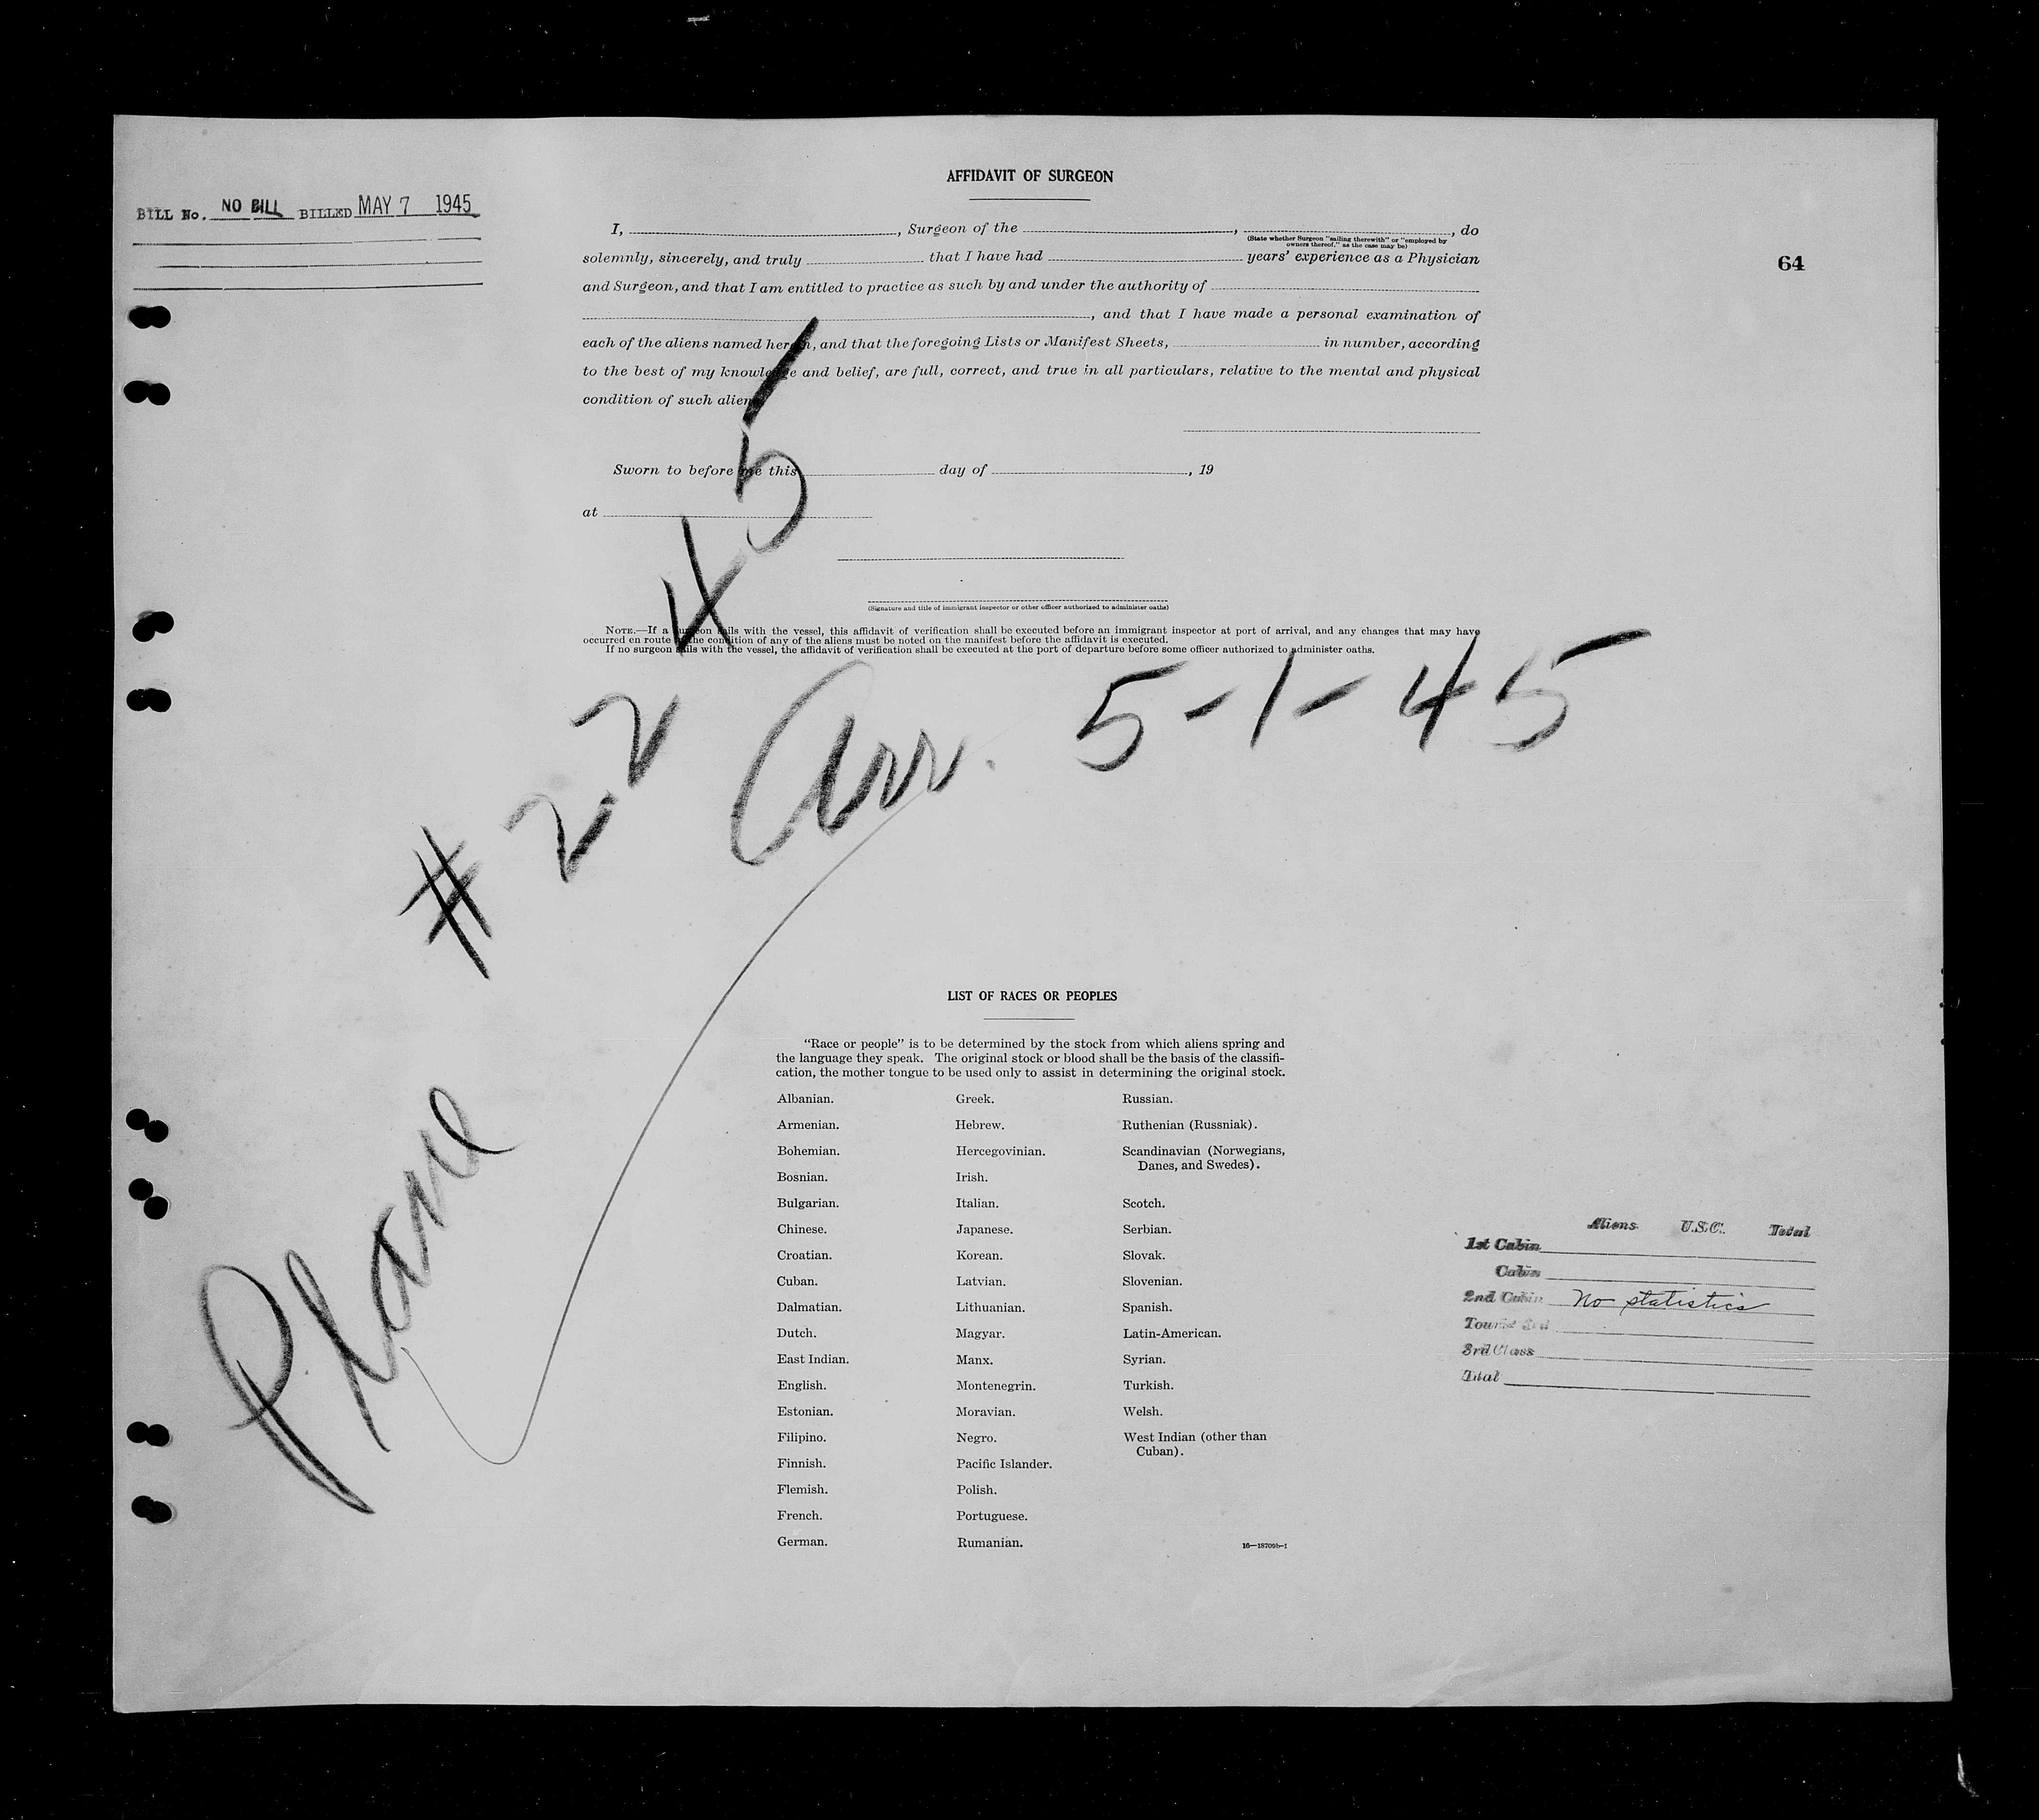 AFFIDAVIT OF SURGEON
BILL No. NO BILL BILLED MAY 7 1945
I, , Surgeon of the , , do
(State whether Surgeon "sailing therewith" or "employed by
owners thereof," as the case may be)
solemnly, sincerely, and truly that I have had years' experience as a Physician
64
and Surgeon, and that I am entitled to practice as such by and under the authority of
, and that I have made a personal examination of
each of the aliens named herein, and that the foregoing Lists or Manifest Sheets, in number, according
to the best of my knowledge and belief, are full, correct, and true in all particulars, relative to the mental and physical
condition of such aliens.
Sworn to before me this day of , 19
at
(Signature and title of immigrant inspector or other officer authorized to administer oaths)
NOTE.—If a surgeon sails with the vessel, this affidavit of verification shall be executed before an immigrant inspector at port of arrival, and any changes that may have
occurred en route in the condition of any of the aliens must be noted on the manifest before the affidavit is executed.
If no surgeon sails with the vessel, the affidavit of verification shall be executed at the port of departure before some officer authorized to administer oaths.
Plane # 2245
Arr. 5-1-45
LIST OF RACES OR PEOPLES
"Race or people" is to be determined by the stock from which aliens spring and
the language they speak. The original stock or blood shall be the basis of the classifi-
cation, the mother tongue to be used only to assist in determining the original stock.
Albanian.
Armenian.
Bohemian.
Bosnian.
Bulgarian.
Chinese.
Croatian.
Cuban.
Dalmatian.
Dutch.
East Indian.
English.
Estonian.
Filipino.
Finnish.
Flemish.
French.
German.
Greek.
Hebrew.
Hercegovinian.
Irish.
Italian.
Japanese.
Korean.
Latvian.
Lithuanian.
Magyar.
Manx.
Montenegrin.
Moravian.
Negro.
Pacific Islander.
Polish.
Portuguese.
Rumanian.
Russian.
Ruthenian (Russniak).
Scandinavian (Norwegians,
Danes, and Swedes).
Scotch.
Serbian.
Slovak.
Slovenian.
Spanish.
Latin-American.
Syrian.
Turkish.
Welsh.
West Indian (other than
Cuban).
16—18709b-1
Aliens U.S.C. Total
1st Cabin
Cabin
2nd Cabin No statistics
Tourist 3rd
3rd Class
Total